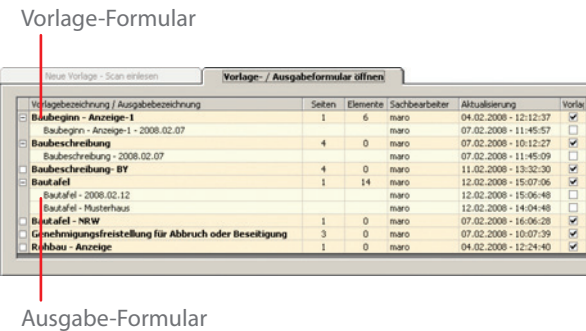 Vorlage-Formular
Neue Vorlage - Scan einlesen Vorlage- / Ausgabeformular öffnen
Vorlagebezeichnung / Ausgabebezeichnung Seiten Elemente Sachbearbeiter Aktualisierung Vorlag
Baubeginn - Anzeige-1 1 6 maro 04.02.2008 - 12:12:37
Baubeginn - Anzeige-1 - 2008.02.07 maro 07.02.2008 - 11:45:57
Baubeschreibung 4 0 maro 07.02.2008 - 10:12:27
Baubeschreibung - 2008.02.07 maro 07.02.2008 - 11:45:09
Baubeschreibung- BY 4 0 maro 11.02.2008 - 13:32:30
Bautafel 1 14 maro 12.02.2008 - 15:07:06
Bautafel - 2008.02.12 maro 12.02.2008 - 15:06:48
Bautafel - Musterhaus maro 12.02.2008 - 14:04:48
Bautafel - NRW 1 0 maro 07.02.2008 - 16:06:28
Genehmigungsfreistellung für Abbruch oder Beseitigung 3 0 maro 07.02.2008 - 10:07:39
Rohbau - Anzeige 1 0 maro 04.02.2008 - 12:24:40
Ausgabe-Formular